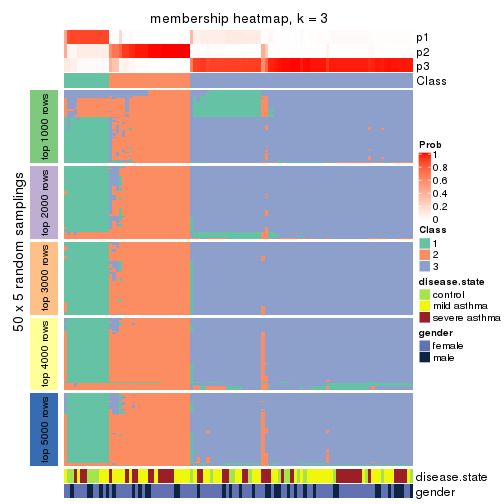 membership heatmap, k = 3
p1
p2
p3
Class
50 x 5 random samplings
top 1000 rows
top 2000 rows
top 3000 rows
top 4000 rows
top 5000 rows
Prob
1
0.8
0.6
0.4
0.2
0
Class
1
2
3
disease.state
control
mild asthma
severe asthma
gender
female
male
disease.state
gender